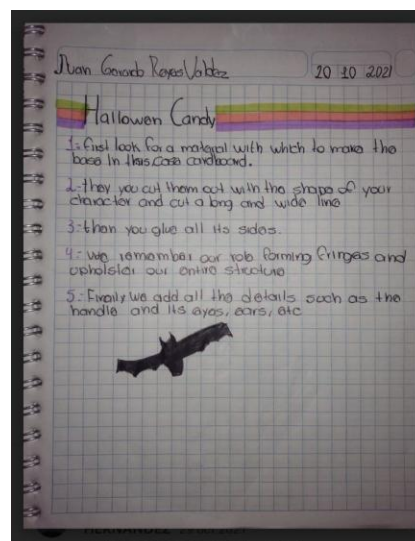 Juan Gerardo Reyes Valdez
20 10 2021
Hallowen Candy
1.- first look for a material with which to make the
base In this case cardboard.
2.- they you cut them out with the shape of your
character and cut a long and wide line
3.- then you glue all its sides.
4.- we remember our role forming fringes and
upholster our entire structure
5.- Finally we add all the details such as the
handle and its eyes, ears, etc
HERNANDEZ